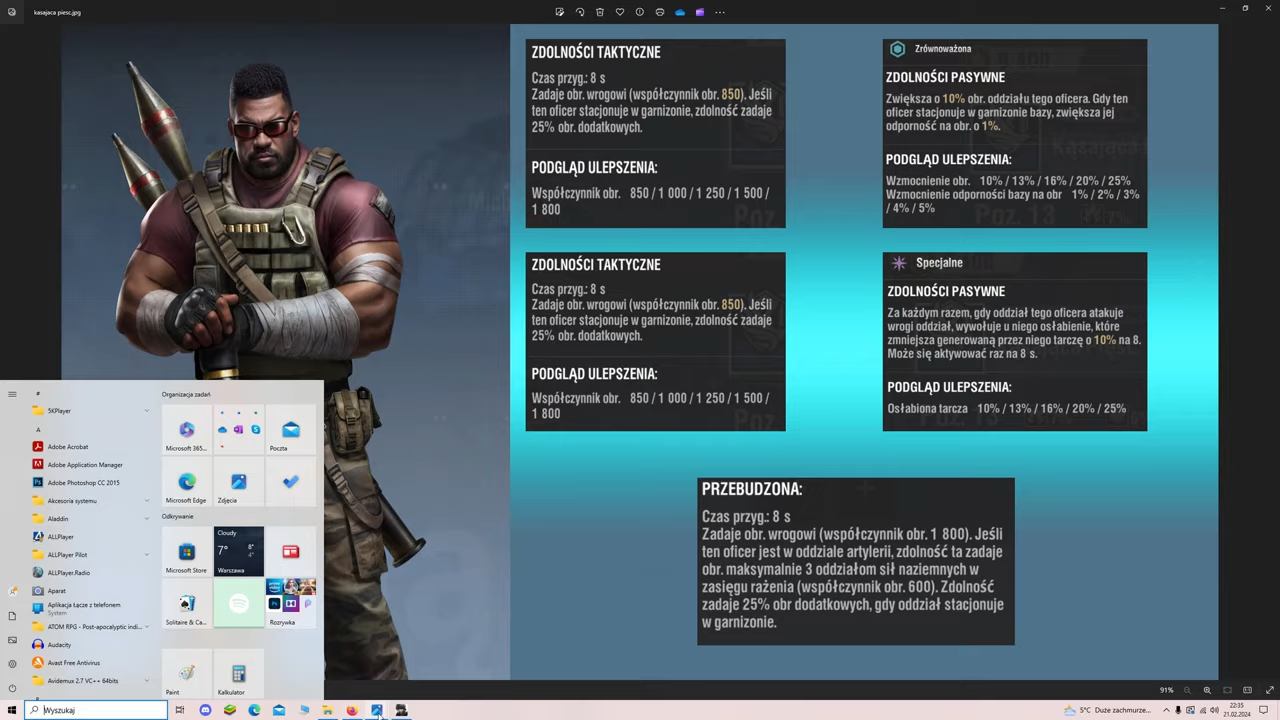 kasajaca piesc.jpg
ZDOLNOŚCI TAKTYCZNE
Czas przyg.: 8 s
Zadaje obr. wrogowi (współczynnik obr. 850). Jeśli
ten oficer stacjonuje w garnizonie, zdolność zadaje
25% obr. dodatkowych.
PODGLĄD ULEPSZENIA:
Współczynnik obr. 850 / 1 000 / 1 250 / 1 500 /
1 800
Zrównoważona
ZDOLNOŚCI PASYWNE
Zwiększa o 10% obr. oddziału tego oficera. Gdy ten
oficer stacjonuje w garnizonie bazy, zwiększa jej
odporność na obr. o 1%.
PODGLĄD ULEPSZENIA:
Wzmocnienie obr. 10% / 13% / 16% / 20% / 25%
Wzmocnienie odporności bazy na obr 1% / 2% / 3%
/ 4% / 5%
ZDOLNOŚCI TAKTYCZNE
Czas przyg.: 8 s
Zadaje obr. wrogowi (współczynnik obr. 850). Jeśli
ten oficer stacjonuje w garnizonie, zdolność zadaje
25% obr. dodatkowych.
PODGLĄD ULEPSZENIA:
Współczynnik obr. 850 / 1 000 / 1 250 / 1 500 /
1 800
Specjalne
ZDOLNOŚCI PASYWNE
Za każdym razem, gdy oddział tego oficera atakuje
wrogi oddział, wywołuje u niego osłabienie, które
zmniejsza generowaną przez niego tarczę o 10% na 8.
Może się aktywować raz na 8 s.
PODGLĄD ULEPSZENIA:
Osłabiona tarcza 10% / 13% / 16% / 20% / 25%
PRZEBUDZONA:
Czas przyg.: 8 s
Zadaje obr. wrogowi (współczynnik obr. 1 800). Jeśli
ten oficer jest w oddziale artylerii, zdolność ta zadaje
obr. maksymalnie 3 oddziałom sił naziemnych w
zasięgu rażenia (współczynnik obr. 600). Zdolność
zadaje 25% obr dodatkowych, gdy oddział stacjonuje
w garnizonie.
#
5KPlayer
A
Adobe Acrobat
Adobe Application Manager
Adobe Photoshop CC 2015
Akcesoria systemu
Aladdin
ALLPlayer
ALLPlayer Pilot
ALLPlayer.Radio
Aparat
Aplikacja Łącze z telefonem
System
ATOM RPG - Post-apocalyptic indi...
Audacity
Avast Free Antivirus
Avidemux 2.7 VC++ 64bits
Organizacja zadań
Microsoft 365...
Poczta
Microsoft Edge
Zdjęcia
Odkrywanie
Microsoft Store
Cloudy
7°
8°
4°
Warszawa
Solitaire & Ca...
Rozrywka
Paint
Kalkulator
91%
Wyszukaj
5°C Duże zachmurze...
22:35
21.02.2024